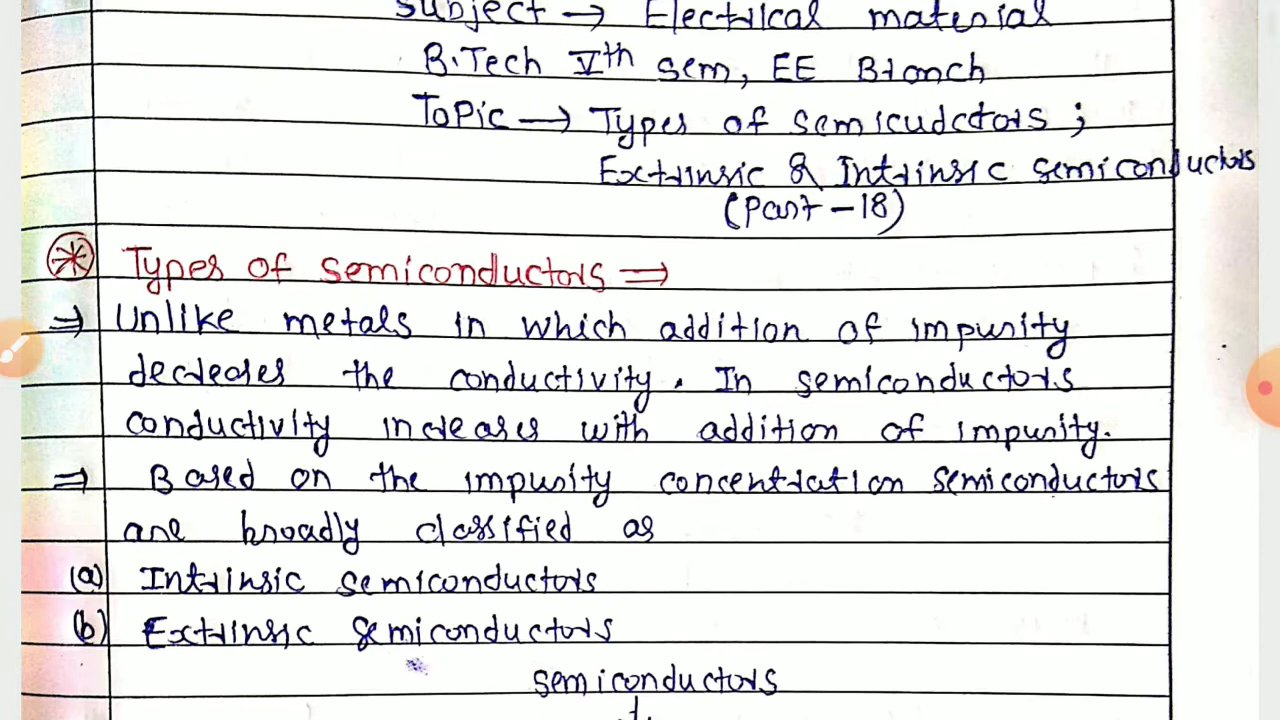 Subject → Electrical material
B.Tech Vth sem, EE Branch
Topic → Types of semicudctors ;
Extrinsic & Intrinsic semiconductors
(Part - 18)
Types of semiconductors ⇒
⇒ Unlike metals in which addition of impurity
decreases the conductivity. In semiconductors
conductivity increases with addition of impurity.
⇒ Based on the impurity concentration semiconductors
are broadly classified as
(a) Intrinsic semiconductors
(b) Extrinsic semiconductors
semiconductors